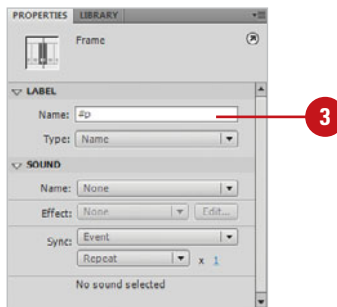 PROPERTIES LIBRARY
Frame
LABEL
Name: #p
3
Type: Name
SOUND
Name: None
Effect: None Edit...
Sync: Event
Repeat x 1
No sound selected